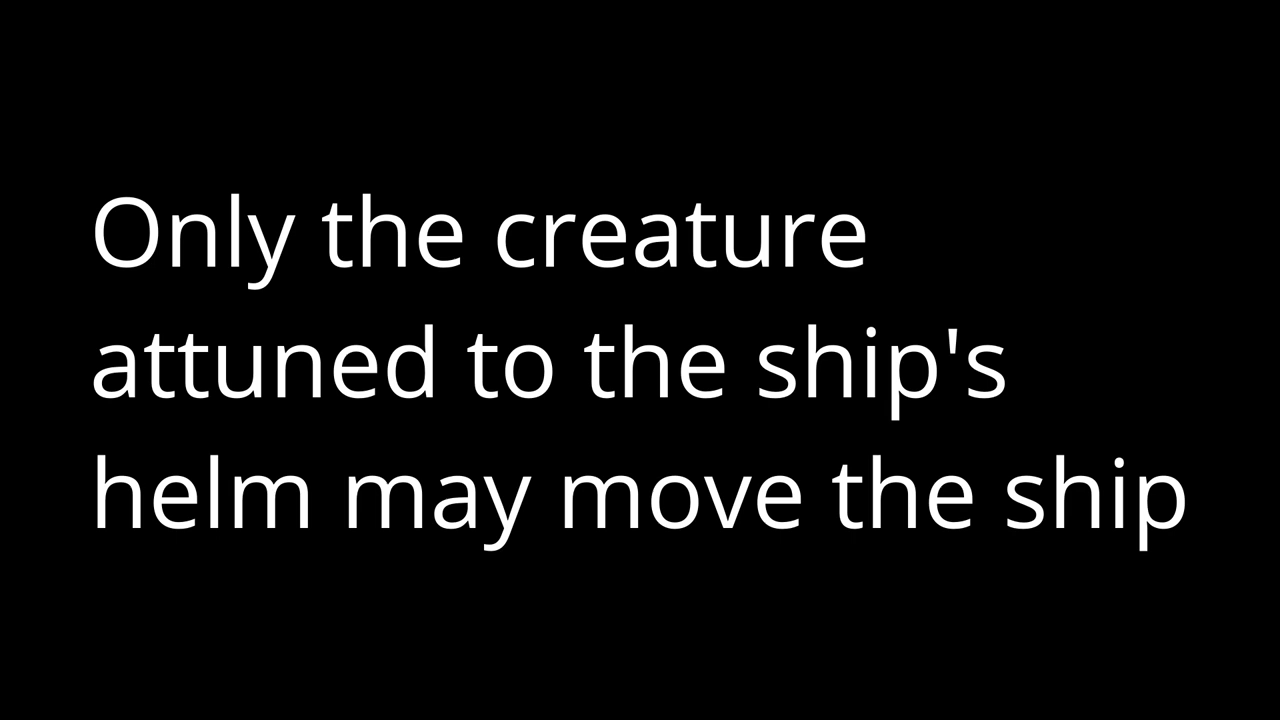 Only the creature
attuned to the ship's
helm may move the ship